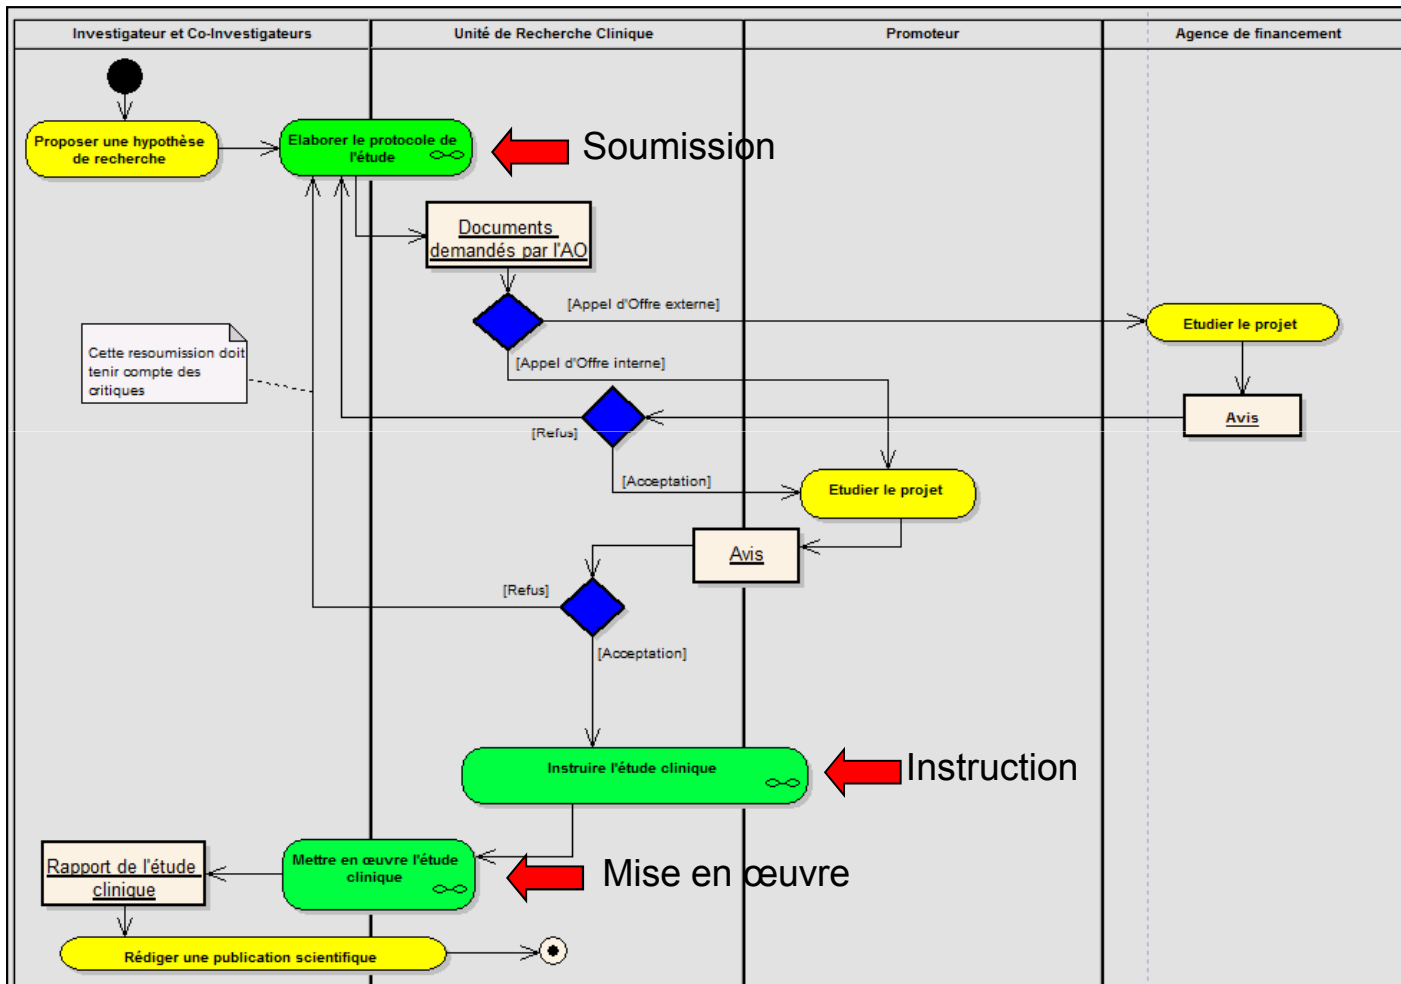 Investigateur et Co-Investigateurs
Unité de Recherche Clinique
Promoteur
Agence de financement
Proposer une hypothèse
de recherche
Elaborer le protocole de
l'étude
Soumission
Documents
demandés par l'AO
[Appel d'Offre externe]
Etudier le projet
[Appel d'Offre interne]
Cette resoumission doit
tenir compte des
critiques
Avis
[Refus]
[Acceptation]
Etudier le projet
Avis
[Refus]
[Acceptation]
Instruire l'étude clinique
Instruction
Mettre en œuvre l'étude
clinique
Mise en œuvre
Rapport de l'étude
clinique
Rédiger une publication scientifique